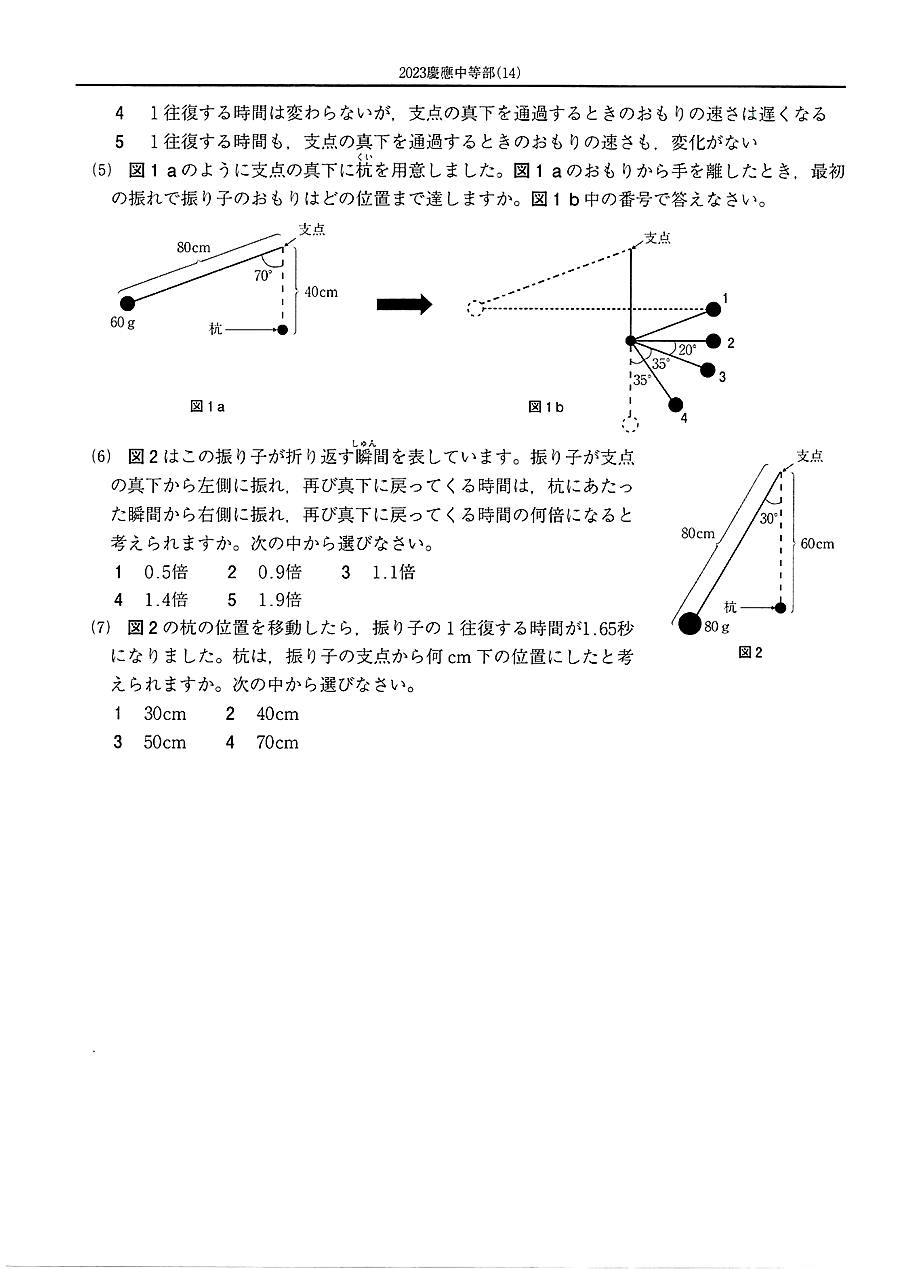 2023慶應中等部(14)
4 1往復する時間は変わらないが，支点の真下を通過するときのおもりの速さは遅くなる
5 1往復する時間も，支点の真下を通過するときのおもりの速さも，変化がない
くい
(5) 図1aのように支点の真下に杭を用意しました。図1aのおもりから手を離したとき，最初
の振れで振り子のおもりはどの位置まで達しますか。図1b中の番号で答えなさい。
80cm
支点
70°
40cm
60g
杭
図1a
支点
1
2
20°
3
35°
35°
4
図1b
しゅん
(6) 図2はこの振り子が折り返す瞬間を表しています。振り子が支点
の真下から左側に振れ，再び真下に戻ってくる時間は，杭にあたっ
た瞬間から右側に振れ，再び真下に戻ってくる時間の何倍になると
考えられますか。次の中から選びなさい。
1 0.5倍 2 0.9倍 3 1.1倍
4 1.4倍 5 1.9倍
支点
30°
80cm
60cm
杭
80g
図2
(7) 図2の杭の位置を移動したら，振り子の1往復する時間が1.65秒
になりました。杭は，振り子の支点から何cm下の位置にしたと考
えられますか。次の中から選びなさい。
1 30cm 2 40cm
3 50cm 4 70cm